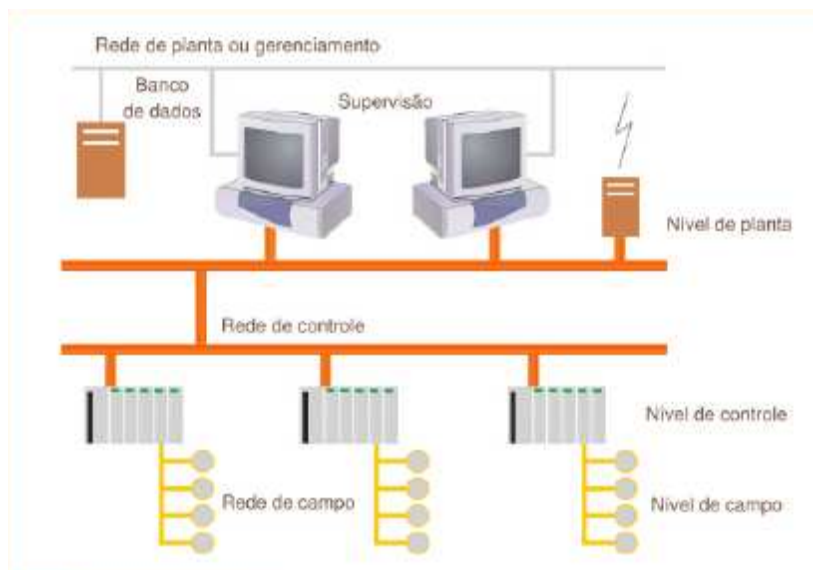 Rede de planta ou gerenciamento
Banco
de dados
Supervisão
Nível de planta
Rede de controle
Nível de controle
Rede de campo
Nível de campo